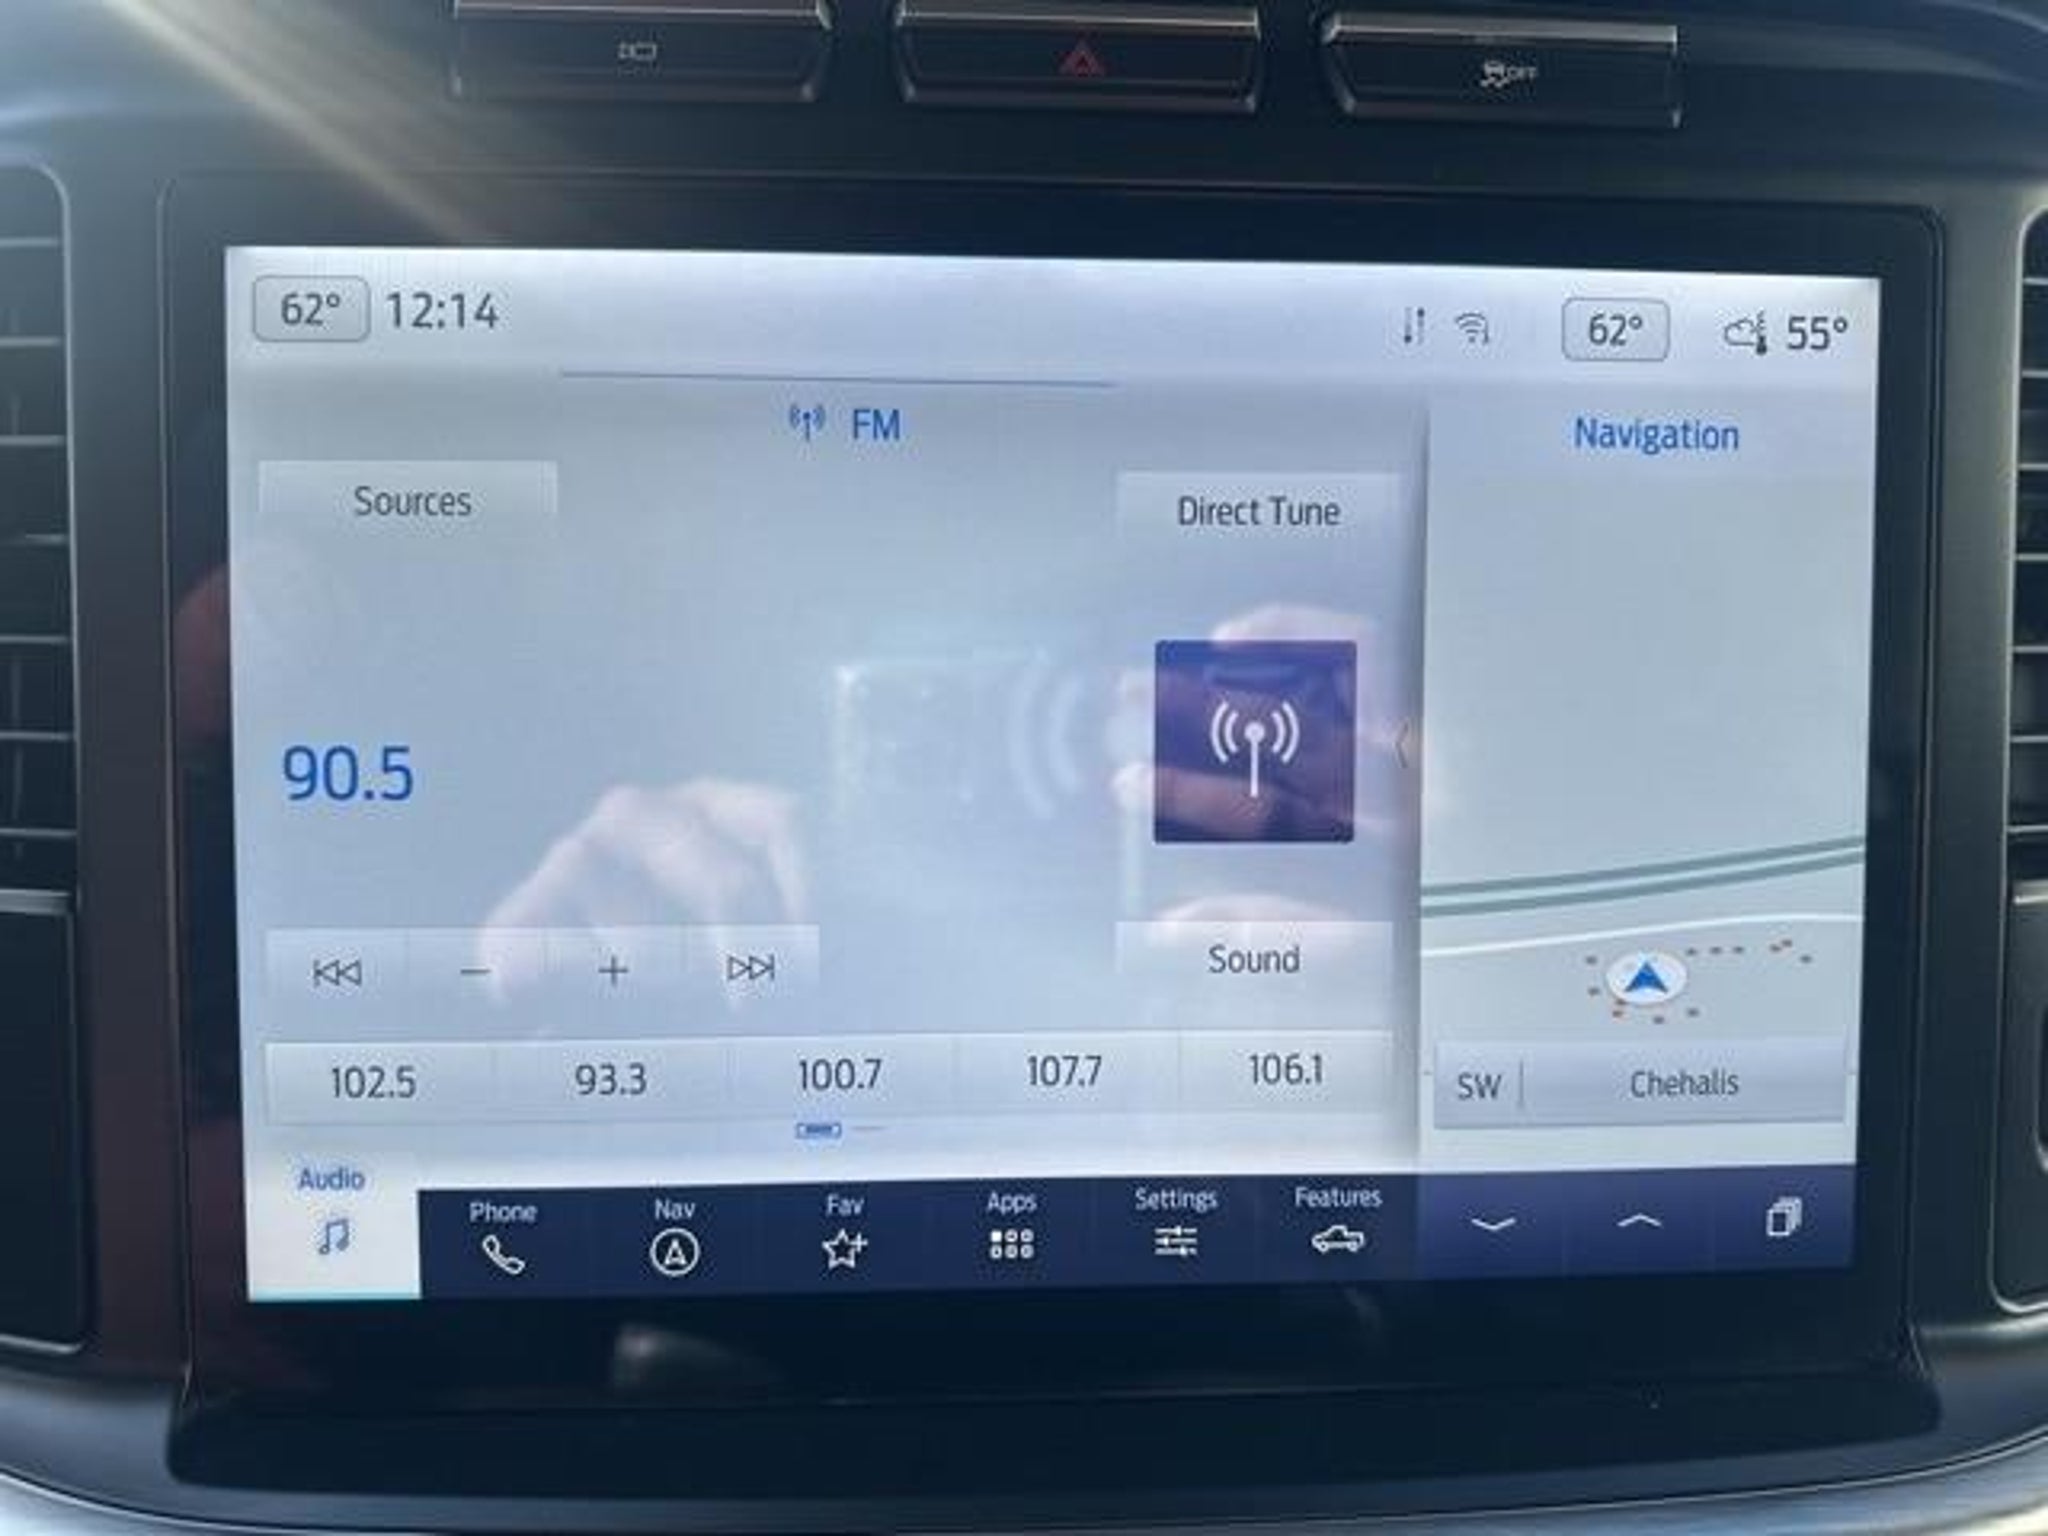 OFF
62° 12:14
62° 55°
FM
Navigation
Sources
Direct Tune
90.5
Sound
102.5 93.3 100.7 107.7 106.1
SW Chehalis
Audio
Phone Nav Fav Apps Settings Features